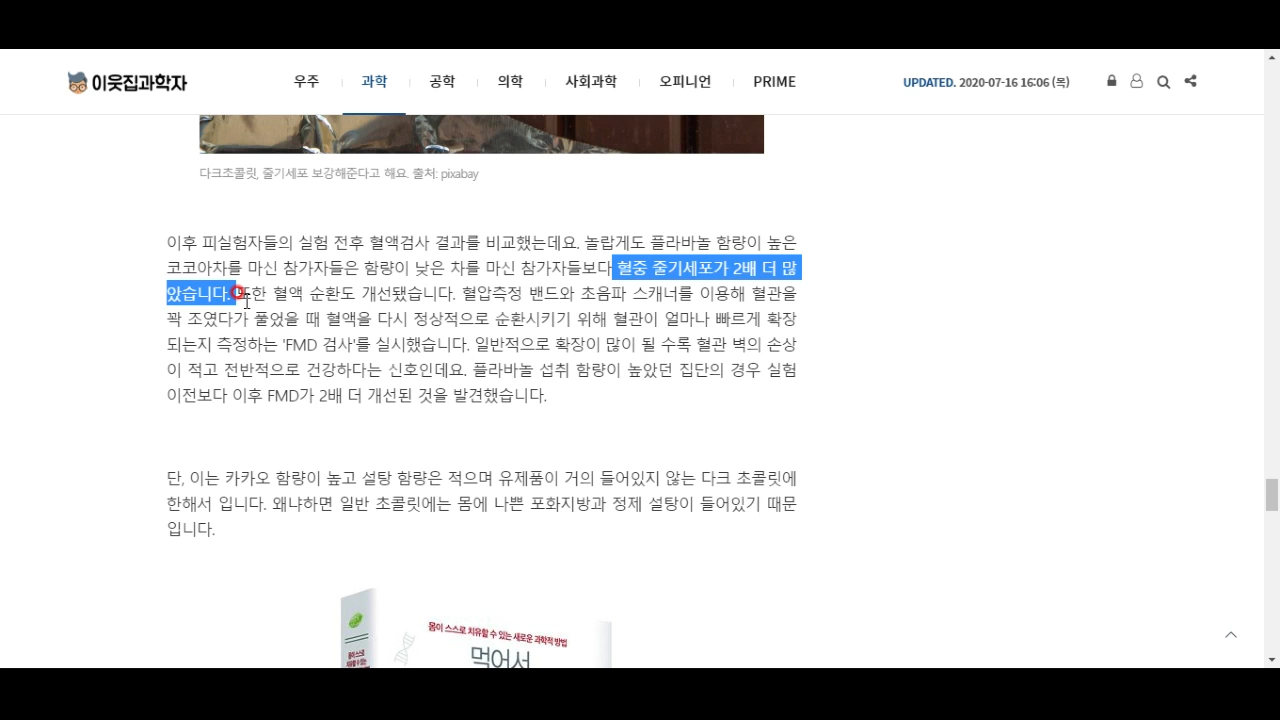 이웃집과학자
우주 과학 공학 의학 사회과학 오피니언 PRIME
UPDATED. 2020-07-16 16:06 (목)
다크초콜릿, 줄기세포 보강해준다고 해요. 출처: pixabay
이후 피실험자들의 실험 전후 혈액검사 결과를 비교했는데요. 놀랍게도 플라바놀 함량이 높은
코코아차를 마신 참가자들은 함량이 낮은 차를 마신 참가자들보다 혈중 줄기세포가 2배 더 많
았습니다. 또한 혈액 순환도 개선됐습니다. 혈압측정 밴드와 초음파 스캐너를 이용해 혈관을
꽉 조였다가 풀었을 때 혈액을 다시 정상적으로 순환시키기 위해 혈관이 얼마나 빠르게 확장
되는지 측정하는 'FMD 검사'를 실시했습니다. 일반적으로 확장이 많이 될 수록 혈관 벽의 손상
이 적고 전반적으로 건강하다는 신호인데요. 플라바놀 섭취 함량이 높았던 집단의 경우 실험
이전보다 이후 FMD가 2배 더 개선된 것을 발견했습니다.
단, 이는 카카오 함량이 높고 설탕 함량은 적으며 유제품이 거의 들어있지 않는 다크 초콜릿에
한해서 입니다. 왜냐하면 일반 초콜릿에는 몸에 나쁜 포화지방과 정제 설탕이 들어있기 때문
입니다.
몸이 스스로 치유할 수 있는 새로운 과학적 방법
먹어서